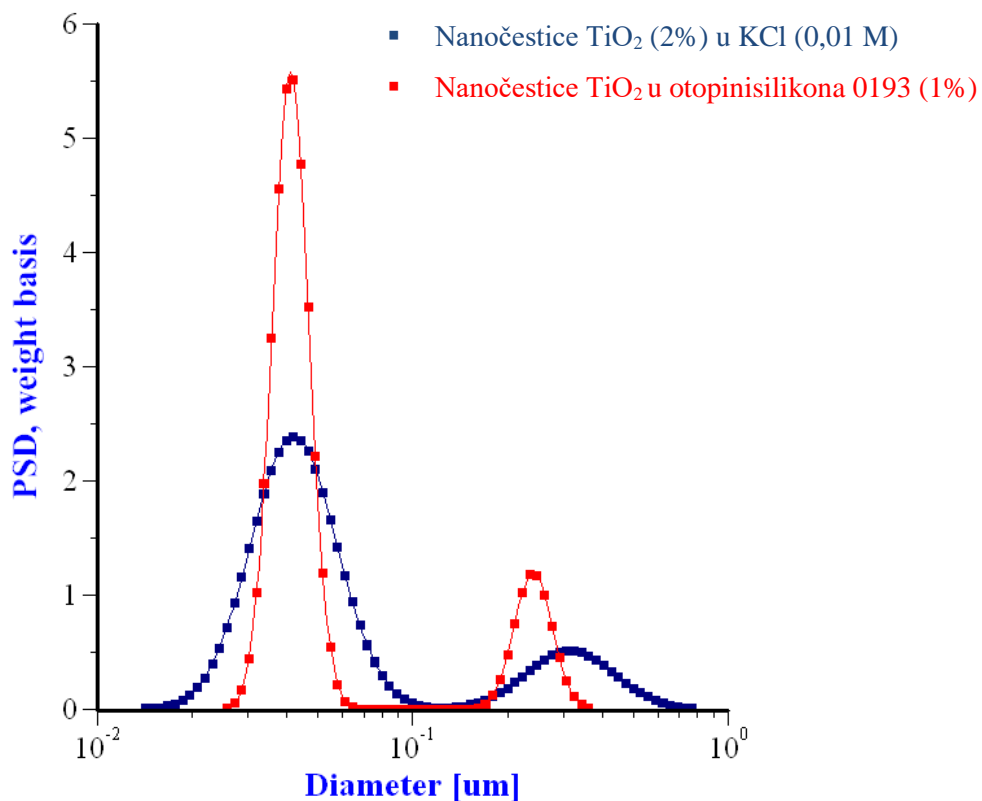 Nanočestice TiO₂ (2%) u KCl (0,01 M)
Nanočestice TiO₂ u otopinisilikona 0193 (1%)
6
5
4
3
2
1
0
PSD, weight basis
10⁻² 10⁻¹ 10⁰
Diameter [um]